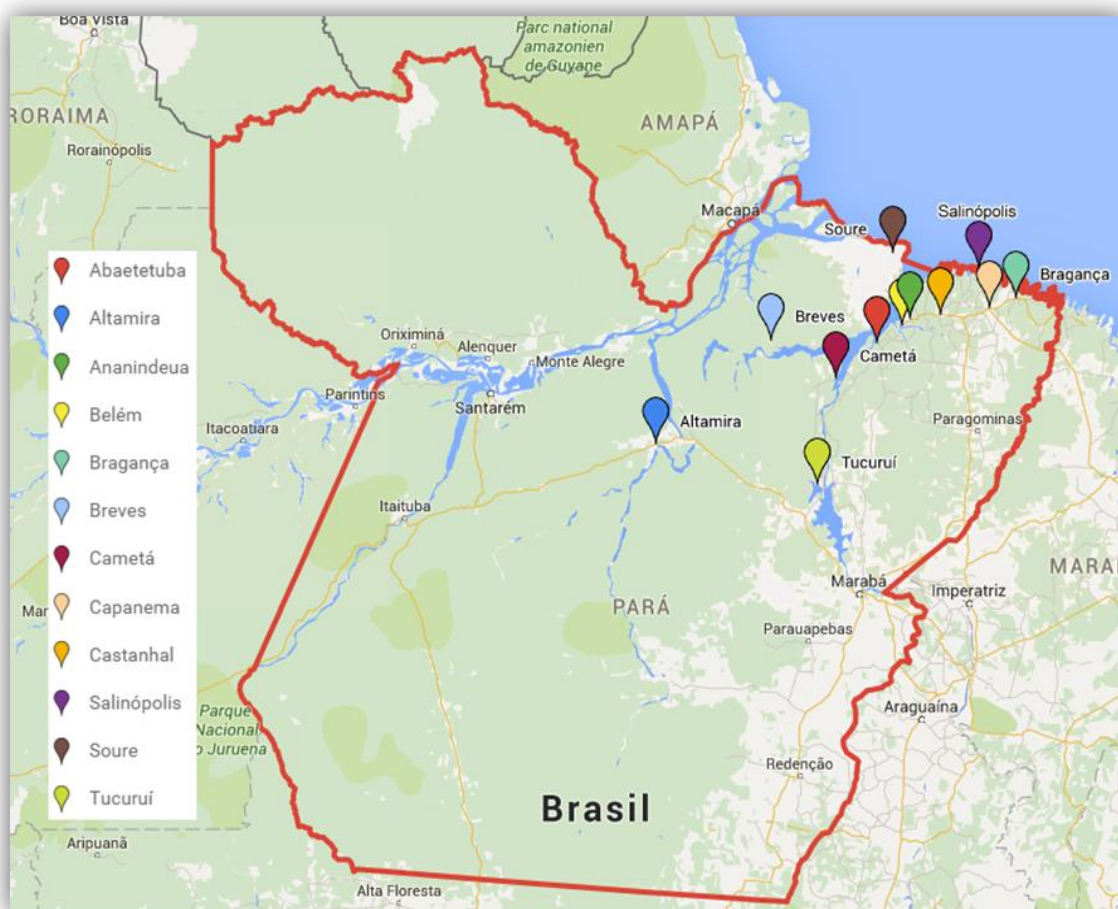 Boa Vista
Parc national
amazonien
de Guyane
RORAIMA
AMAPÁ
Rorainópolis
Salinópolis
Macapá
Soure
Abaetetuba
Bragança
Altamira
Breves
Oriximiná
Alenquer
Cametá
Monte Alegre
Ananindeua
Parintins
Santarém
Belém
Itacoatiara
Altamira
Paragominas
Bragança
Tucuruí
Itaituba
Breves
Cametá
MARA
Marabá
Imperatriz
Capanema
PARÁ
Parauapebas
Castanhal
Salinópolis
Parque
Nacional
o Juruena
Araguaína
Soure
Redenção
Tucuruí
Brasil
Aripuanã
Alta Floresta